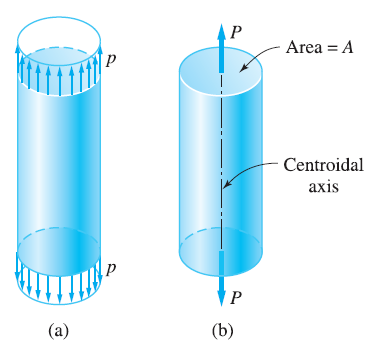 P
p
Area = A
Centroidal
axis
p
P
(a)
(b)